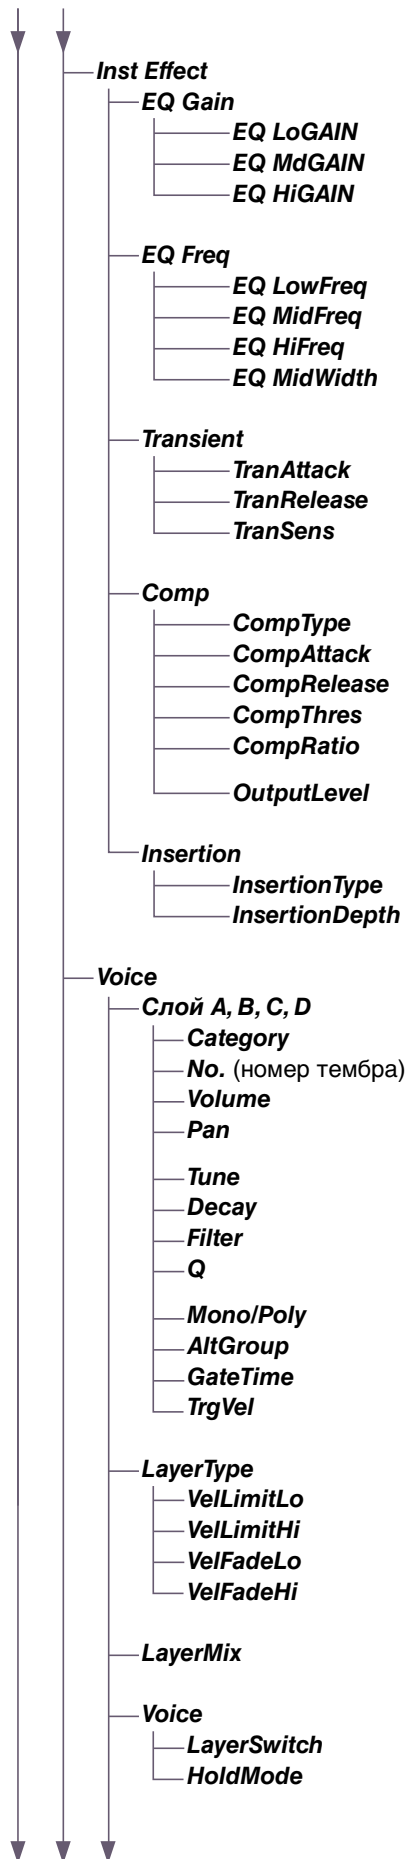 Inst Effect
EQ Gain
EQ LoGAIN
EQ MdGAIN
EQ HiGAIN
EQ Freq
EQ LowFreq
EQ MidFreq
EQ HiFreq
EQ MidWidth
Transient
TranAttack
TranRelease
TranSens
Comp
CompType
CompAttack
CompRelease
CompThres
CompRatio
OutputLevel
Insertion
InsertionType
InsertionDepth
Voice
Слой A, B, C, D
Category
No. (номер тембра)
Volume
Pan
Tune
Decay
Filter
Q
Mono/Poly
AltGroup
GateTime
TrgVel
LayerType
VelLimitLo
VelLimitHi
VelFadeLo
VelFadeHi
LayerMix
Voice
LayerSwitch
HoldMode